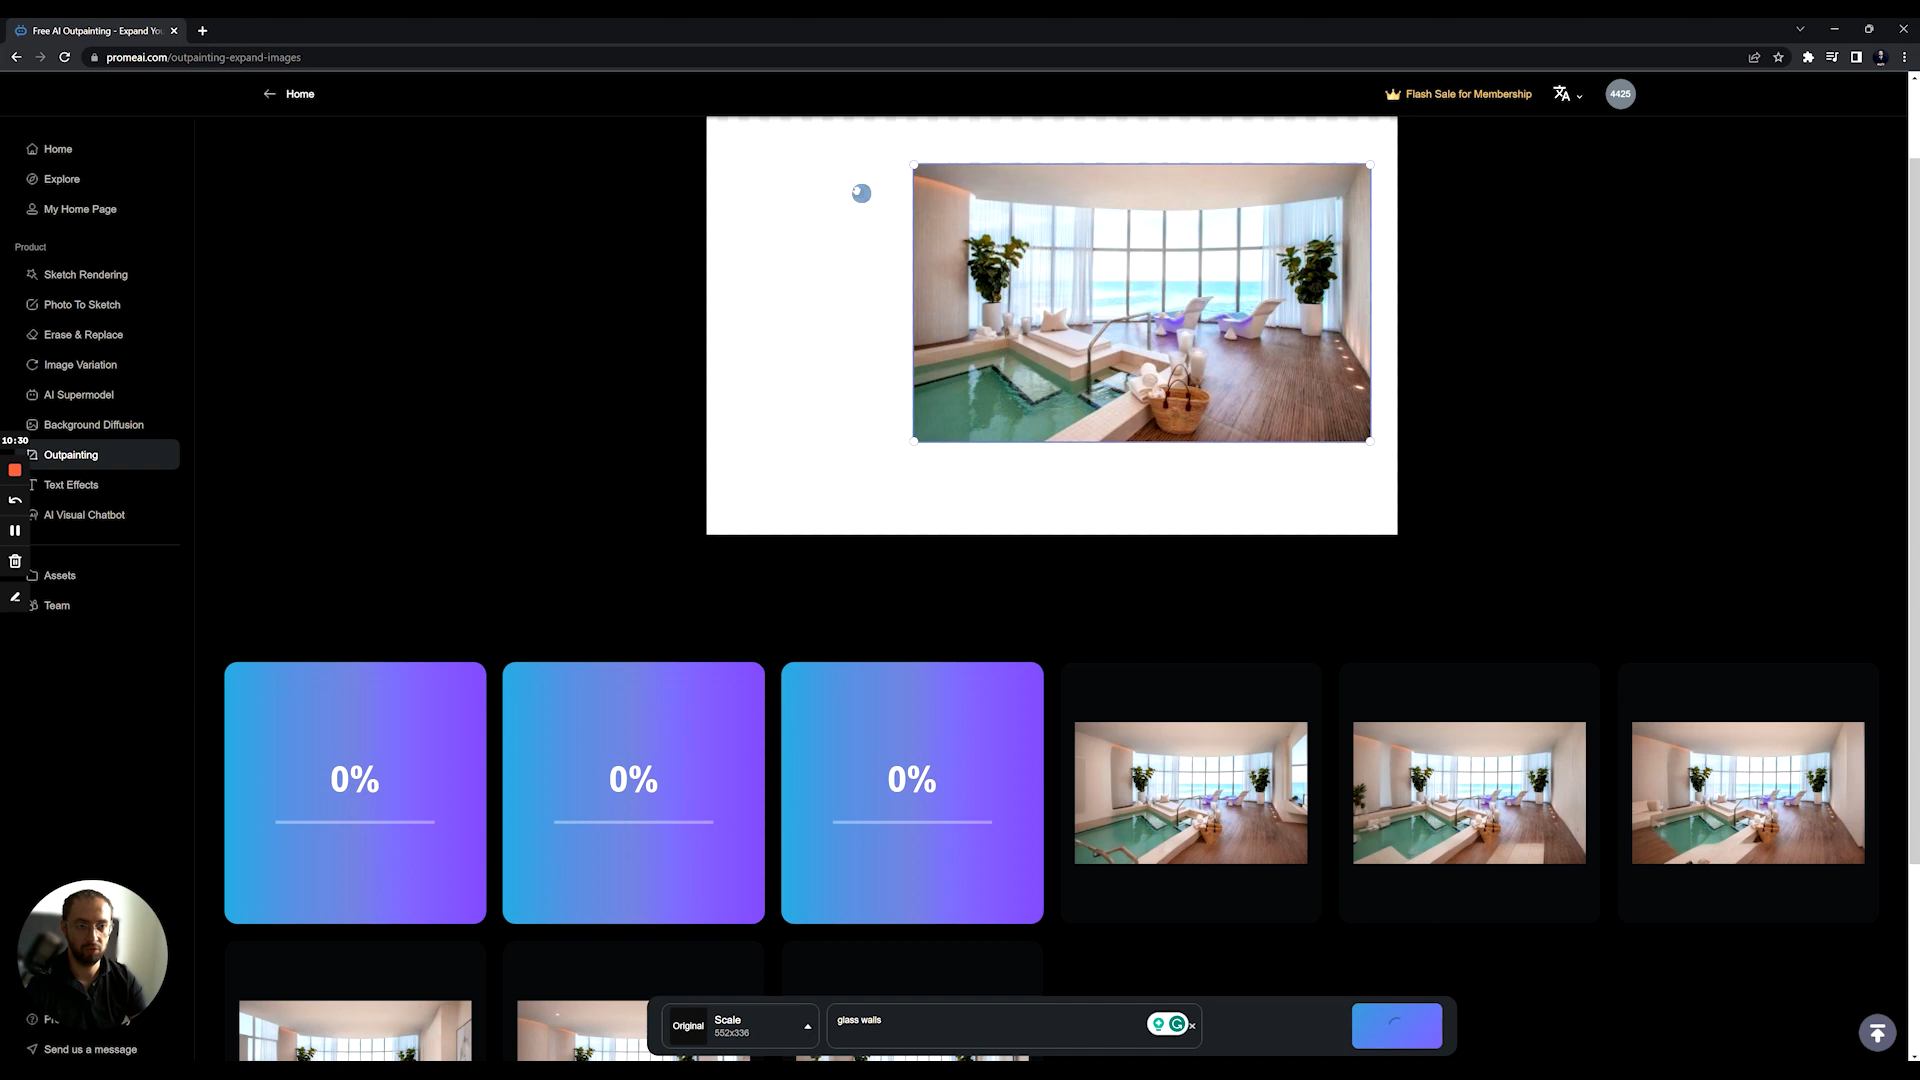 Free AI Outpainting - Expand Yo
promeai.com/outpainting-expand-images
Home
Flash Sale for Membership
4425
Home
Explore
My Home Page
Product
Sketch Rendering
Photo To Sketch
Erase & Replace
Image Variation
AI Supermodel
Background Diffusion
10:30
Outpainting
Text Effects
AI Visual Chatbot
Assets
Team
0%
0%
0%
Original
Scale
552x336
glass walls
Send us a message